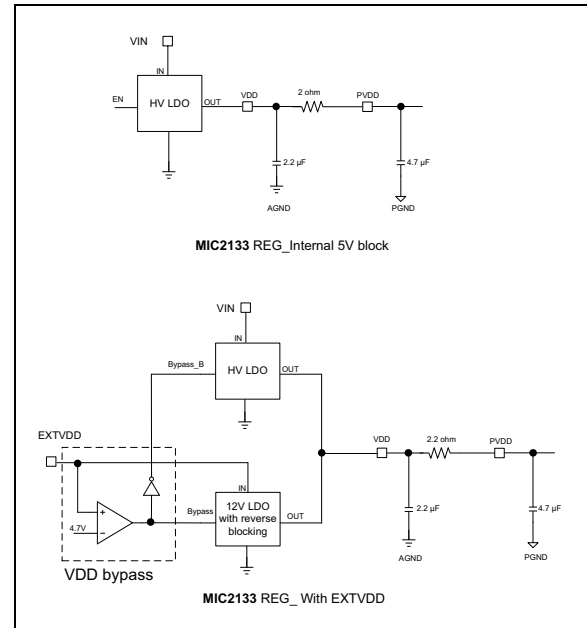 VIN
IN
EN
HV LDO
OUT
VDD
2 ohm
PVDD
2.2 µF
4.7 µF
AGND
PGND
MIC2133 REG_Internal 5V block
VIN
IN
Bypass_B
HV LDO
OUT
EXTVDD
VDD
2.2 ohm
PVDD
IN
+
4.7V
−
Bypass
12V LDO
with reverse
blocking
OUT
2.2 µF
4.7 µF
AGND
PGND
VDD bypass
MIC2133 REG_ With EXTVDD